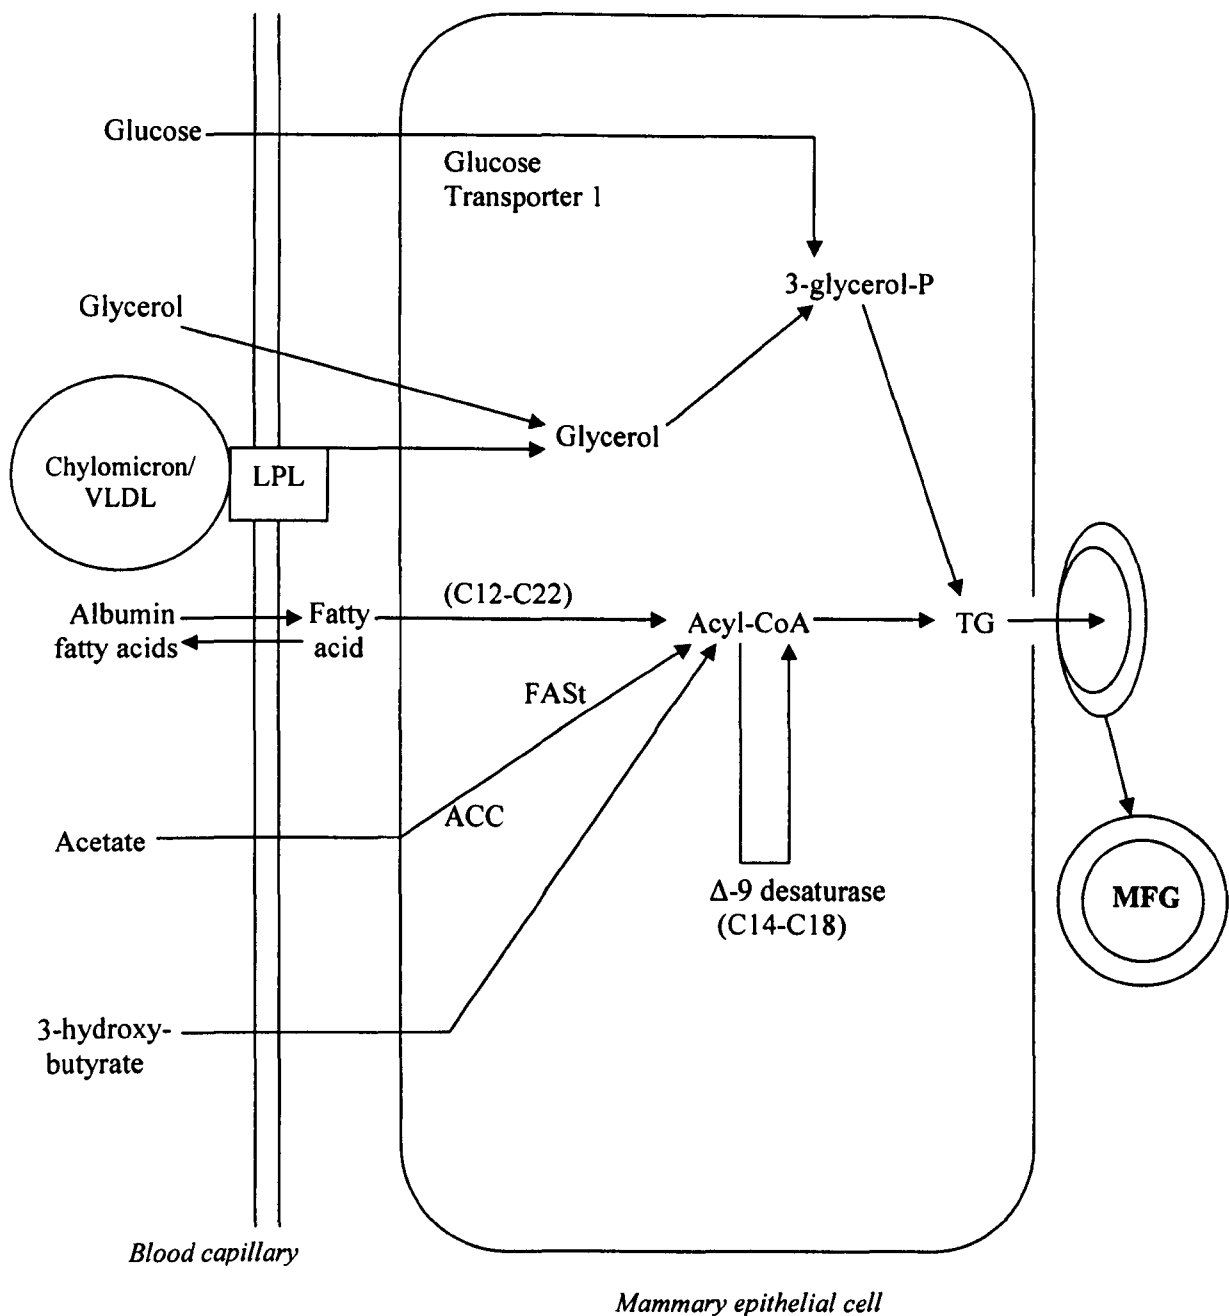 Glucose
Glucose
Transporter 1
3-glycerol-P
Glycerol
Glycerol
Chylomicron/
VLDL
LPL
(C12-C22)
Albumin
fatty acids
Fatty
acid
Acyl-CoA
TG
FASt
ACC
Acetate
Δ-9 desaturase
(C14-C18)
MFG
3-hydroxy-
butyrate
Blood capillary
Mammary epithelial cell